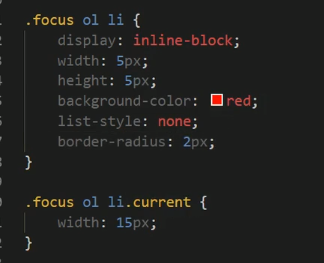 .focus ol li {
display: inline-block;
width: 5px;
height: 5px;
background-color: red;
list-style: none;
border-radius: 2px;
}
.focus ol li.current {
width: 15px;
}